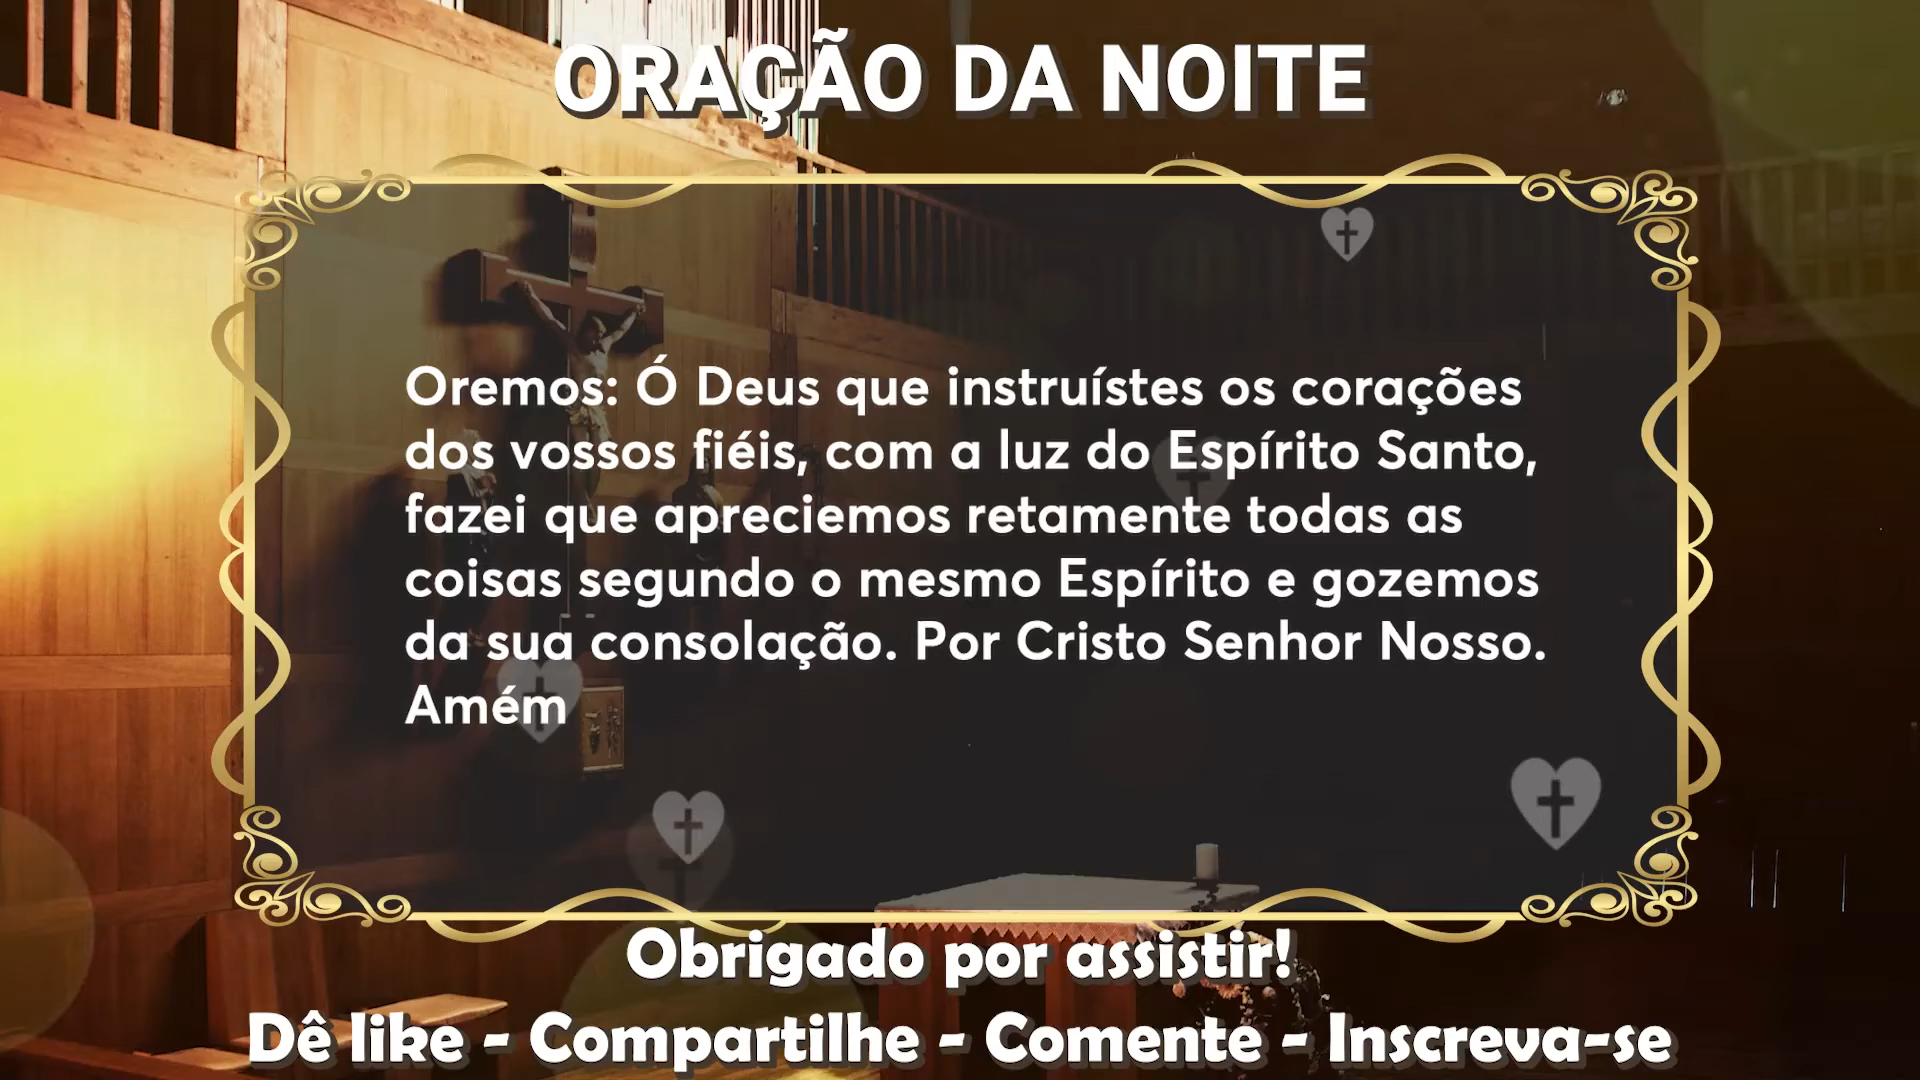 ORAÇÃO DA NOITE
Oremos: Ó Deus que instruístes os corações
dos vossos fiéis, com a luz do Espírito Santo,
fazei que apreciemos retamente todas as
coisas segundo o mesmo Espírito e gozemos
da sua consolação. Por Cristo Senhor Nosso.
Amém
Obrigado por assistir!
Dê like - Compartilhe - Comente - Inscreva-se